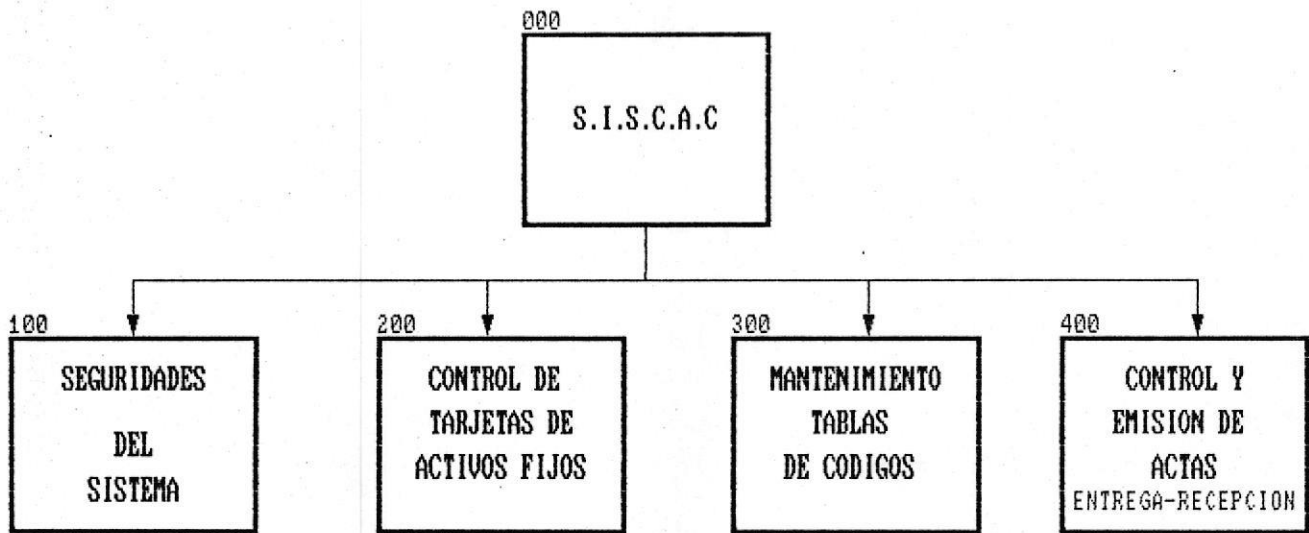 000
S.I.S.C.A.C
100
SEGURIDADES
DEL
SISTEMA
200
CONTROL DE
TARJETAS DE
ACTIVOS FIJOS
300
MANTENIMIENTO
TABLAS
DE CODIGOS
400
CONTROL Y
EMISION DE
ACTAS
ENTREGA-RECEPCION